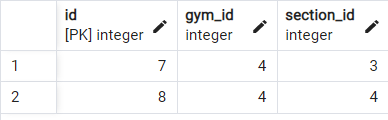 id gym_id section_id
[PK] integer integer integer
1 7 4 3
2 8 4 4